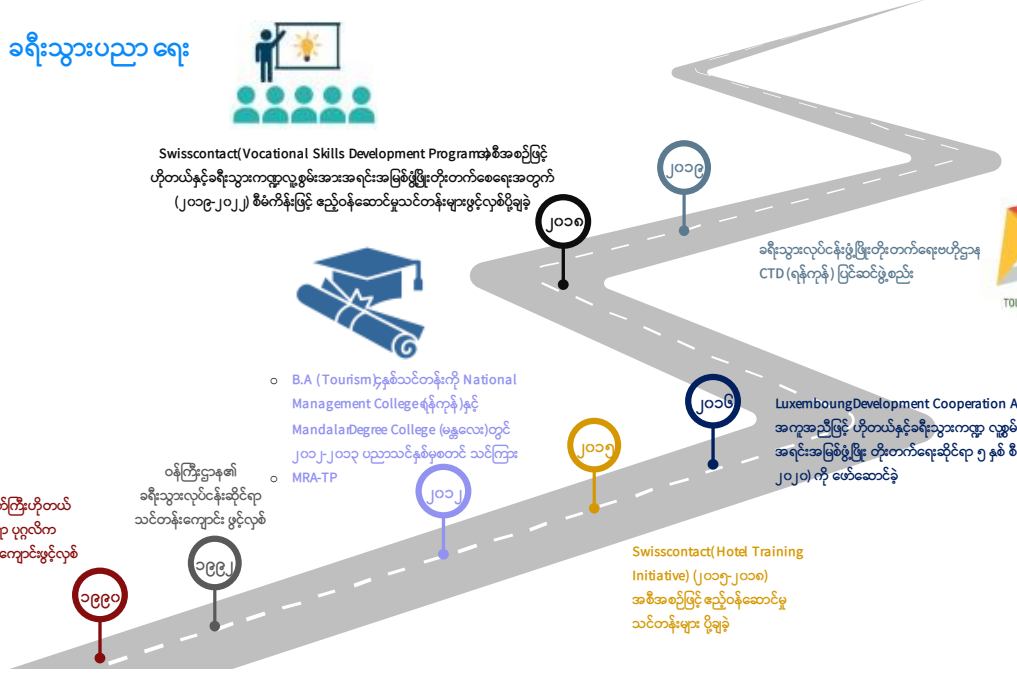 ခရီးသွားပညာ ရေး
Swisscontact(Vocational Skills Development Program)အစီအစဉ်ဖြင့်
ဟိုတယ်နှင့်ခရီးသွားကဏ္ဍလူ့စွမ်းအားအရင်းအမြစ်ဖွံ့ဖြိုးတိုးတက်စေရေးအတွက်
(၂၀၁၉-၂၀၂၂) စီမံကိန်းဖြင့် ဧည့်ဝန်ဆောင်မှုသင်တန်းများဖွင့်လှစ်ပို့ချခဲ့
၂၀၁၉
၂၀၁၈
ခရီးသွားလုပ်ငန်းဖွံ့ဖြိုးတိုးတက်ရေးဗဟိုဌာန
CTD (ရန်ကုန်) ပြင်ဆင်ဖွဲ့စည်း
TOU
B.A (Tourism)၄နှစ်သင်တန်းကို National
Management College(ရန်ကုန်)နှင့်
MandalarDegree College (မန္တလေး)တွင်
၂၀၁၂-၂၀၁၃ ပညာသင်နှစ်မှစတင် သင်ကြား
MRA-TP
၂၀၁၆
LuxemboungDevelopment Cooperation A
အကူအညီဖြင့် ဟိုတယ်နှင့်ခရီးသွားကဏ္ဍ လူ့စွမ်း
အရင်းအမြစ်ဖွံ့ဖြိုး တိုးတက်ရေးဆိုင်ရာ ၅ နှစ် စီ
၂၀၂၀) ကို ဖော်ဆောင်ခဲ့
၂၀၁၅
၂၀၁၂
ဝန်ကြီးဌာန၏
ခရီးသွားလုပ်ငန်းဆိုင်ရာ
သင်တန်းကျောင်း ဖွင့်လှစ်
ကြီးဟိုတယ်
ပုဂ္ဂလိက
ကျောင်းဖွင့်လှစ်
၁၉၉၂
၁၉၉၀
Swisscontact(Hotel Training
Initiative) (၂၀၁၅-၂၀၁၈)
အစီအစဉ်ဖြင့် ဧည့်ဝန်ဆောင်မှု
သင်တန်းများ ပို့ချခဲ့